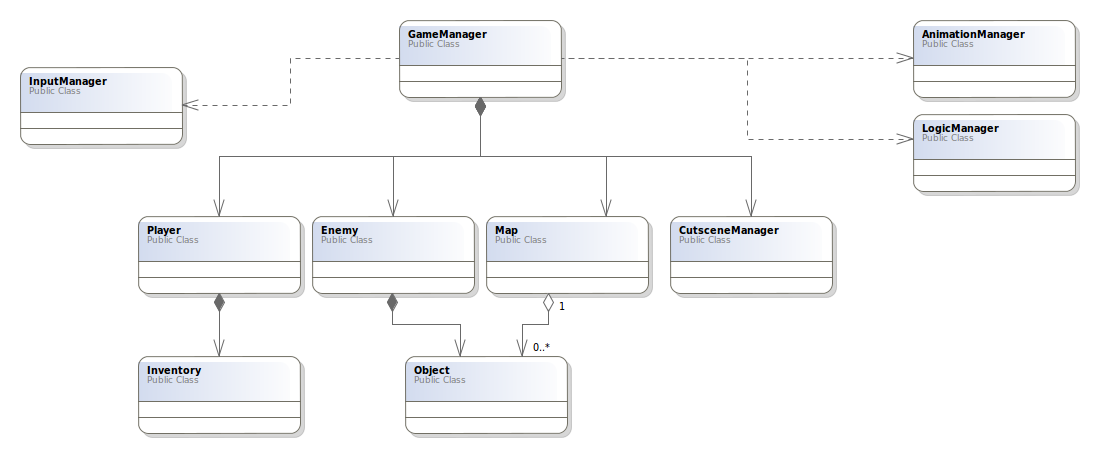 GameManager
Public Class
AnimationManager
Public Class
InputManager
Public Class
LogicManager
Public Class
Player
Public Class
Enemy
Public Class
Map
Public Class
CutsceneManager
Public Class
1
0..*
Inventory
Public Class
Object
Public Class